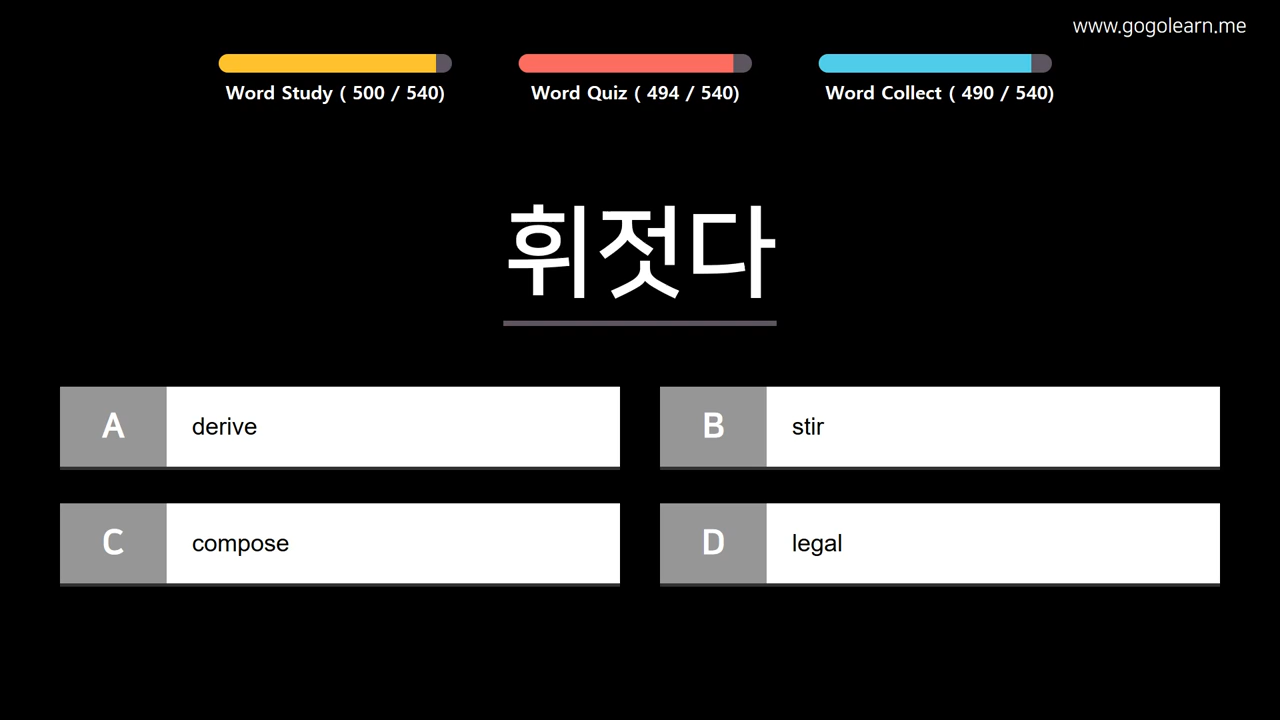 www.gogolearn.me
Word Study ( 500 / 540)
Word Quiz ( 494 / 540)
Word Collect ( 490 / 540)
휘젓다
A derive
B stir
C compose
D legal